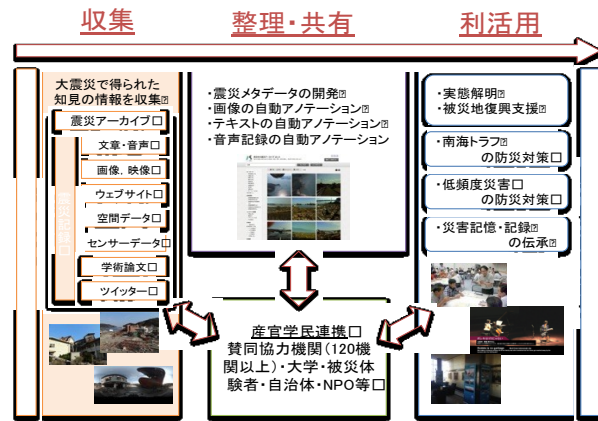 収集
整理・共有
利活用
大震災で得られた
知見の情報を収集
震災アーカイブ
震災記録
文章・音声
画像，映像
ウェブサイト
空間データ
センサーデータ
学術論文
ツイッター
・震災メタデータの開発
・画像の自動アノテーション
・テキストの自動アノテーション
・音声記録の自動アノテーション
・実態解明
・被災地復興支援
・南海トラフ
の防災対策
・低頻度災害
の防災対策
・災害記憶・記録
の伝承
産官学民連携
賛同協力機関（120機
関以上）・大学・被災体
験者・自治体・NPO等